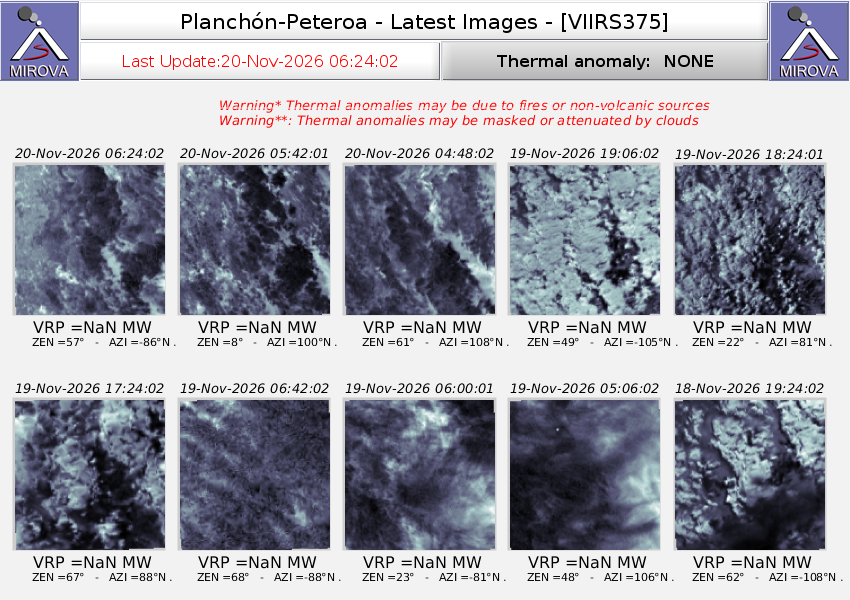 Planchón-Peteroa - Latest Images - [VIIRS375]
MIROVA
Last Update:20-Nov-2026 06:24:02
Thermal anomaly: NONE
MIROVA
Warning* Thermal anomalies may be due to fires or non-volcanic sources
Warning**: Thermal anomalies may be masked or attenuated by clouds
20-Nov-2026 06:24:02 20-Nov-2026 05:42:01 20-Nov-2026 04:48:02 19-Nov-2026 19:06:02 19-Nov-2026 18:24:01
VRP =NaN MW VRP =NaN MW VRP =NaN MW VRP =NaN MW VRP =NaN MW
ZEN =57° - AZI =-86°N . ZEN =8° - AZI =100°N . ZEN =61° - AZI =108°N . ZEN =49° - AZI =-105°N . ZEN =22° - AZI =81°N .
19-Nov-2026 17:24:02 19-Nov-2026 06:42:02 19-Nov-2026 06:00:01 19-Nov-2026 05:06:02 18-Nov-2026 19:24:02
VRP =NaN MW VRP =NaN MW VRP =NaN MW VRP =NaN MW VRP =NaN MW
ZEN =67° - AZI =88°N . ZEN =68° - AZI =-88°N . ZEN =23° - AZI =-81°N . ZEN =48° - AZI =106°N . ZEN =62° - AZI =-108°N .